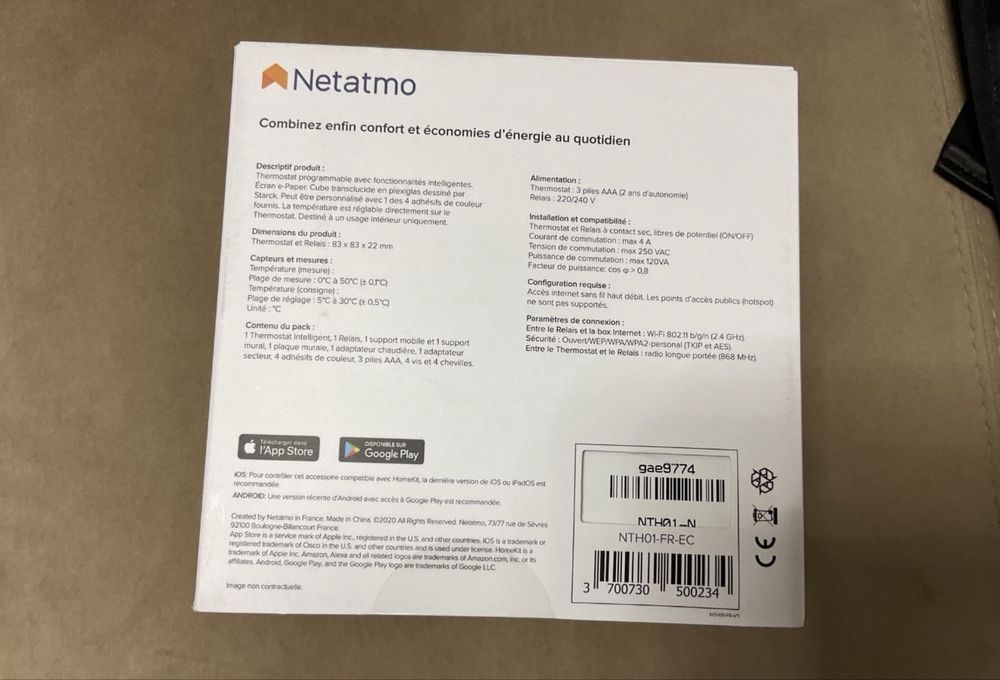 Netatmo
Combinez enfin confort et économies d'énergie au quotidien
Descriptif produit :
Thermostat programmable avec fonctionnalités intelligentes.
Écran e-Paper. Cube translucide en plexiglas dessiné par
Starck. Peut être personnalisé avec 1 des 4 adhésifs de couleur
fournis. La température est réglable directement sur le
Thermostat. Destiné à un usage intérieur uniquement.
Dimensions du produit :
Thermostat et Relais : 83 x 83 x 22 mm
Capteurs et mesures :
Température (mesure) :
Plage de mesure : 0°C à 50°C (± 0,1°C)
Température (consigne) :
Plage de réglage : 5°C à 30°C (± 0,5°C)
Unité : °C
Contenu du pack :
1 Thermostat Intelligent, 1 Relais, 1 support mobile et 1 support
mural, 1 plaque murale, 1 adaptateur chaudière, 1 adaptateur
secteur, 4 adhésifs de couleur, 3 piles AAA, 4 vis et 4 chevilles.
Alimentation :
Thermostat : 3 piles AAA (2 ans d'autonomie)
Relais : 220/240 V
Installation et compatibilité :
Thermostat et Relais à contact sec, libres de potentiel (ON/OFF)
Courant de commutation : max 4 A
Tension de commutation : max 250 VAC
Puissance de commutation : max 120VA
Facteur de puissance: cos φ > 0,8
Configuration requise :
Accès internet sans fil haut débit. Les points d'accès publics (hotspot)
ne sont pas supportés.
Paramètres de connexion :
Entre le Relais et la box Internet : Wi-Fi 802.11 b/g/n (2.4 GHz).
Sécurité : Ouvert/WEP/WPA/WPA2-personal (TKIP et AES).
Entre le Thermostat et le Relais : radio longue portée (868 MHz).
Télécharger dans
l'App Store
DISPONIBLE SUR
Google Play
iOS: Pour contrôler cet accessoire compatible avec HomeKit, la dernière version de iOS ou iPadOS est
recommandée.
ANDROID: Une version récente d'Android avec accès à Google Play est recommandée.
Created by Netatmo in France. Made in China. ©2020 All Rights Reserved. Netatmo, 73/77 rue de Sèvres
92100 Boulogne-Billancourt France.
App Store is a service mark of Apple Inc., registered in the U.S. and other countries. IOS is a trademark or
registered trademark of Cisco in the U.S. and other countries and is used under license. HomeKit is a
trademark of Apple Inc. Amazon, Alexa and all related logos are trademarks of Amazon.com, Inc. or its
affiliates. Android, Google Play, and the Google Play logo are trademarks of Google LLC.
Image non contractuelle.
gae9774
NTH01_N
NTH01-FR-EC
3 700730 500234
NTH01-FR-V11
CE